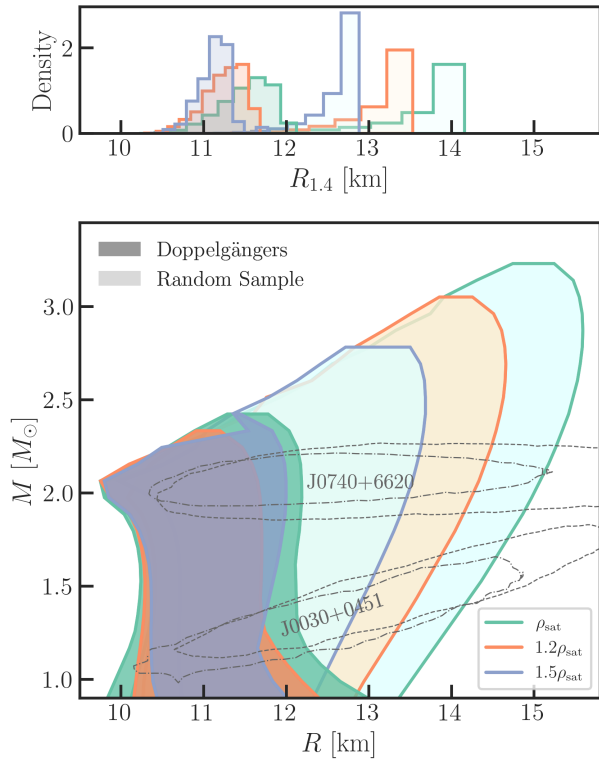 Density
2
0
10 11 12 13 14 15
R₁.₄ [km]
Doppelgängers
Random Sample
M [M⊙]
3.0
2.5
2.0
1.5
1.0
J0740+6620
J0030+0451
ρsat
1.2ρsat
1.5ρsat
10 11 12 13 14 15
R [km]